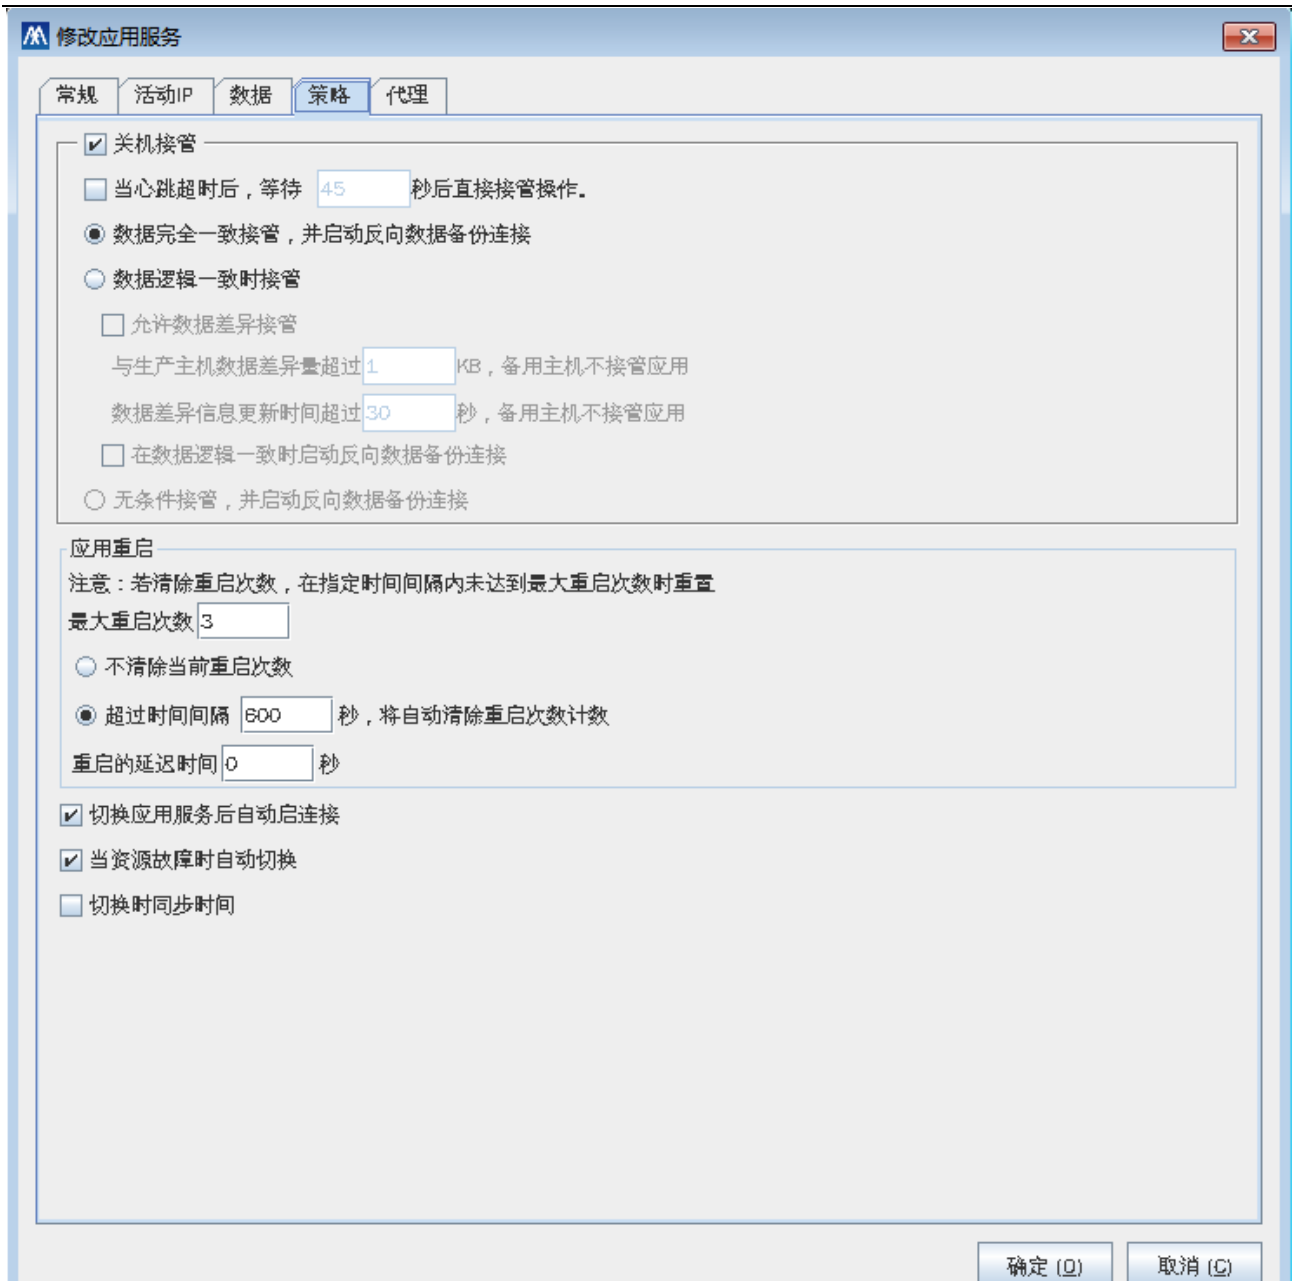 修改应用服务
常规 活动IP 数据 策略 代理
关机接管
当心跳超时后，等待 45 秒后直接接管操作。
数据完全一致接管，并启动反向数据备份连接
数据逻辑一致时接管
允许数据差异接管
与生产主机数据差异量超过 1 KB，备用主机不接管应用
数据差异信息更新时间超过 30 秒，备用主机不接管应用
在数据逻辑一致时启动反向数据备份连接
无条件接管，并启动反向数据备份连接
应用重启
注意：若清除重启次数，在指定时间间隔内未达到最大重启次数时重置
最大重启次数 3
不清除当前重启次数
超过时间间隔 600 秒，将自动清除重启次数计数
重启的延迟时间 0 秒
切换应用服务后自动启连接
当资源故障时自动切换
切换时同步时间
确定 (O) 取消 (C)